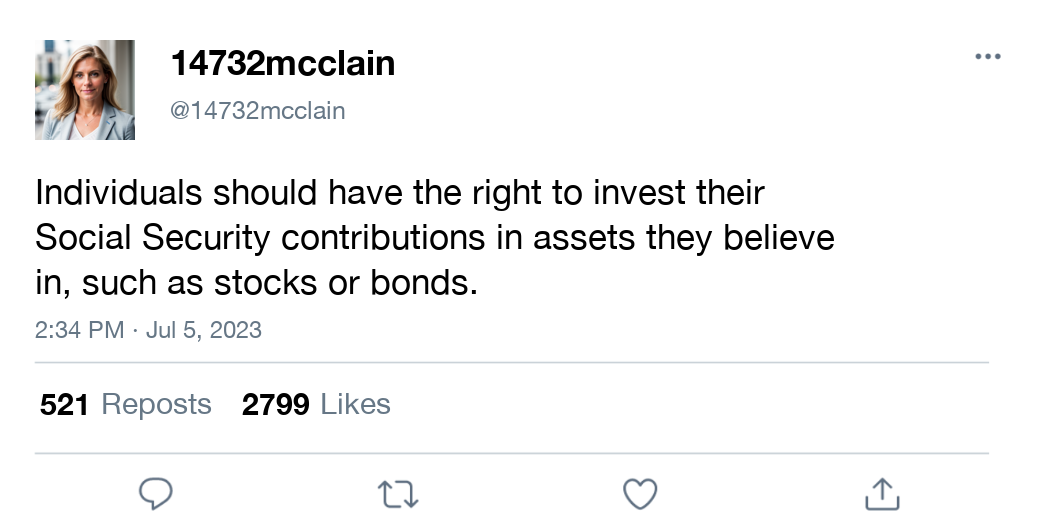 14732mcclain
@14732mcclain
Individuals should have the right to invest their
Social Security contributions in assets they believe
in, such as stocks or bonds.
2:34 PM · Jul 5, 2023
521 Reposts 2799 Likes